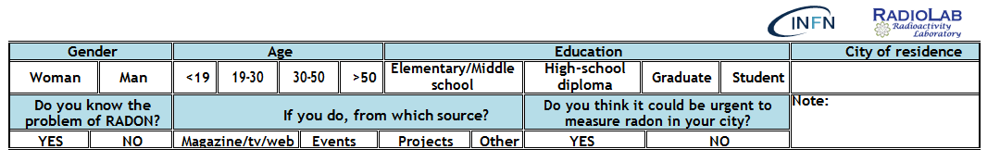 INFN
RADIOLAB
Radioactivity
Laboratory
Gender Age Education City of residence
Woman Man <19 19-30 30-50 >50 Elementary/Middle school High-school diploma Graduate Student
Do you know the problem of RADON? If you do, from which source? Do you think it could be urgent to measure radon in your city? Note:
YES NO Magazine/tv/web Events Projects Other YES NO